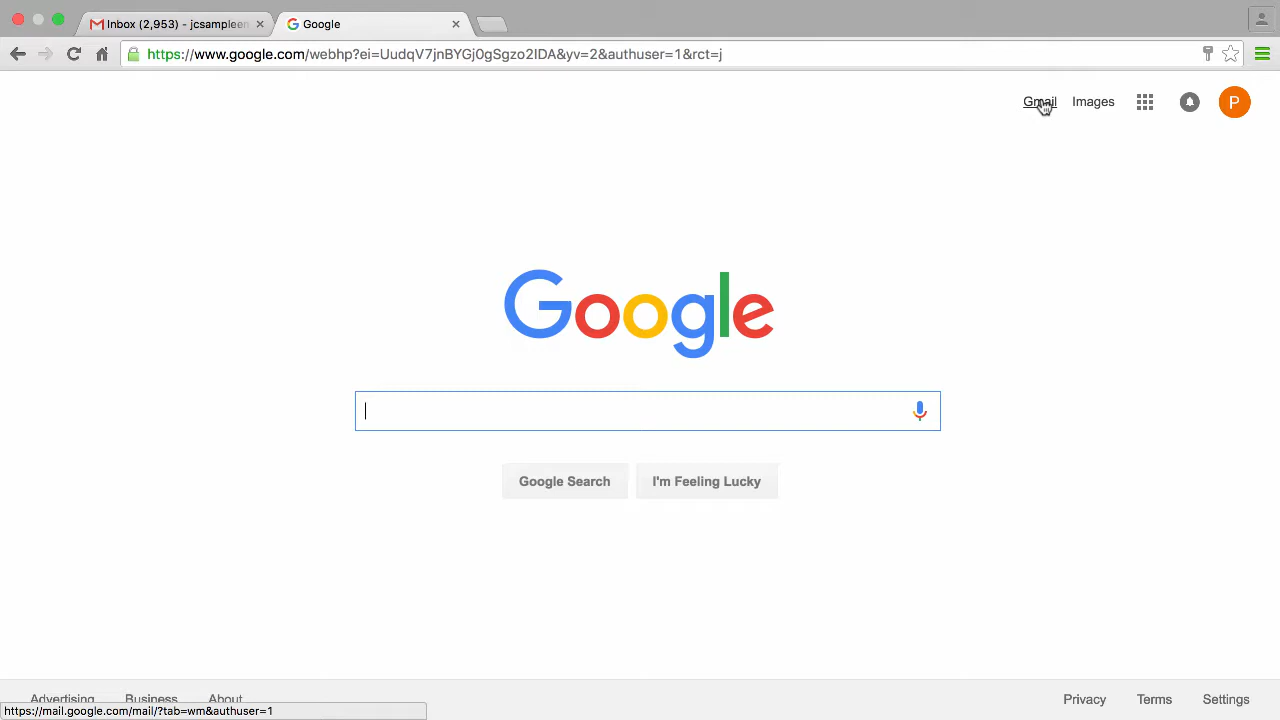 Inbox (2,953) - jcsampleen
Google
https://www.google.com/webhp?ei=UudqV7jnBYGj0gSgzo2IDA&yv=2&authuser=1&rct=j
Gmail Images P
Google
Google Search I'm Feeling Lucky
Advertising Business About Privacy Terms Settings
https://mail.google.com/mail/?tab=wm&authuser=1